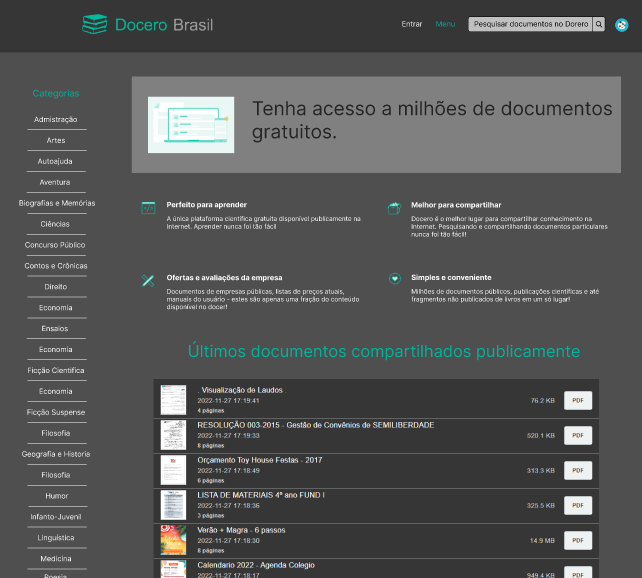 Docero Brasil
Entrar
Menu
Pesquisar documentos no Dorero
Categorias
Admistração
Artes
Autoajuda
Aventura
Biografias e Memórias
Ciências
Concurso Público
Contos e Crônicas
Direito
Economia
Ensaios
Economia
Ficção Cientifica
Economia
Ficção Suspense
Filosofia
Geografia e Historia
Filosofia
Humor
Infanto-Juvenil
Linguística
Medicina
Poesia
Tenha acesso a milhões de documentos
gratuitos.
Perfeito para aprender
A única plataforma científica gratuita disponível publicamente na
Internet. Aprender nunca foi tão fácil
Melhor para compartilhar
Docero é o melhor lugar para compartilhar conhecimento na
Internet. Pesquisando e compartilhando documentos particulares
nunca foi tão fácil!
Ofertas e avaliações da empresa
Documentos de empresas públicas, listas de preços atuais,
manuais do usuário - estes são apenas uma fração do conteúdo
disponível no docer!
Simples e conveniente
Milhões de documentos públicos, publicações científicas e até
fragmentos não publicados de livros em um só lugar!
Últimos documentos compartilhados publicamente
. Visualização de Laudos .
2022-11-27 17:19:41
4 páginas
76.2 KB
PDF
RESOLUÇÃO 003-2015 - Gestão de Convênios de SEMILIBERDADE
2022-11-27 17:19:33
8 páginas
520.1 KB
PDF
Orçamento Toy House Festas - 2017
2022-11-27 17:18:49
6 páginas
313.3 KB
PDF
LISTA DE MATERIAIS 4º ano FUND I
2022-11-27 17:18:36
3 páginas
325.5 KB
PDF
Verão + Magra - 6 passos
2022-11-27 17:18:30
8 páginas
14.9 MB
PDF
Calendario 2022 - Agenda Colegio
2022-11-27 17:18:17
949.4 KB
PDF